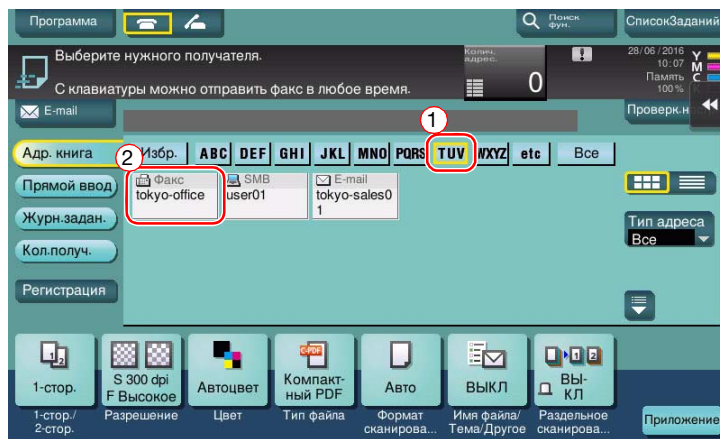 Программа
Поиск фун.
СписокЗаданий
Выберите нужного получателя.
С клавиатуры можно отправить факс в любое время.
Колич. адрес.
0
28/06/2016
10:07
Память
100%
Y
M
C
K
E-mail
Проверк.н
1
Адр. книга
2
Избр.
ABC
DEF
GHI
JKL
MNO
PQRS
TUV
WXYZ
etc
Все
Прямой ввод
Журн.задан.
Кол.получ.
Регистрация
Факс
tokyo-office
SMB
user01
E-mail
tokyo-sales0
1
Тип адреса
Все
1-стор.
S 300 dpi
F Высокое
Автоцвет
C-PDF
Компакт-
ный PDF
Авто
ВЫКЛ
ВЫ-
КЛ
1-стор./
2-стор.
Разрешение
Цвет
Тип файла
Формат
сканирова...
Имя файла/
Тема/Другое
Раздельное
сканирова...
Приложение